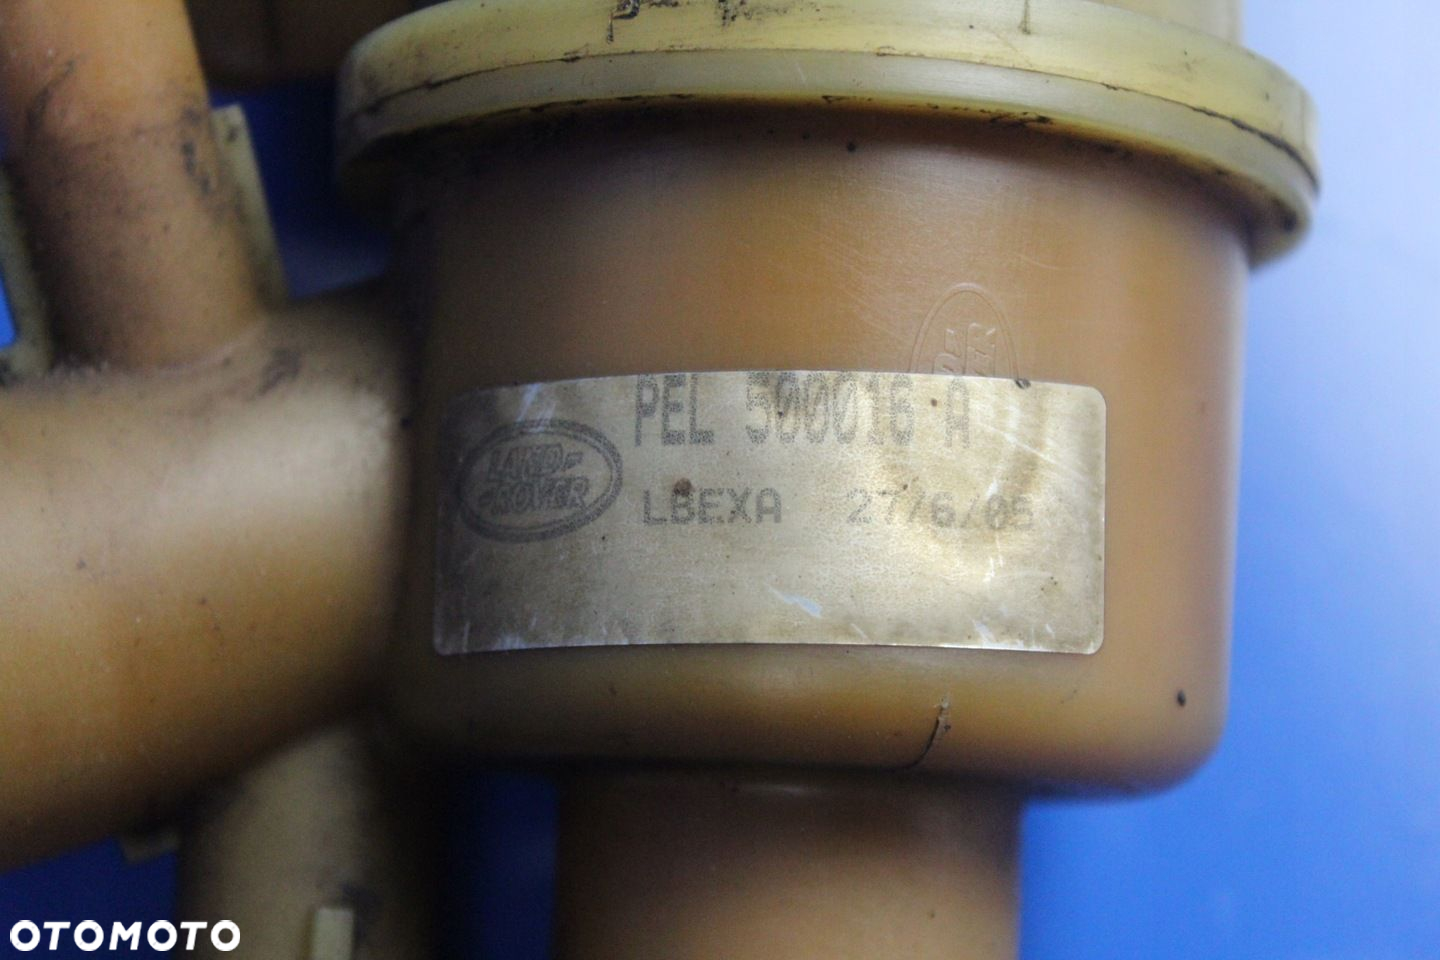 PEL 500016 A
LAND-
-ROVER
LBEXA 27/6/05
OTOMOTO